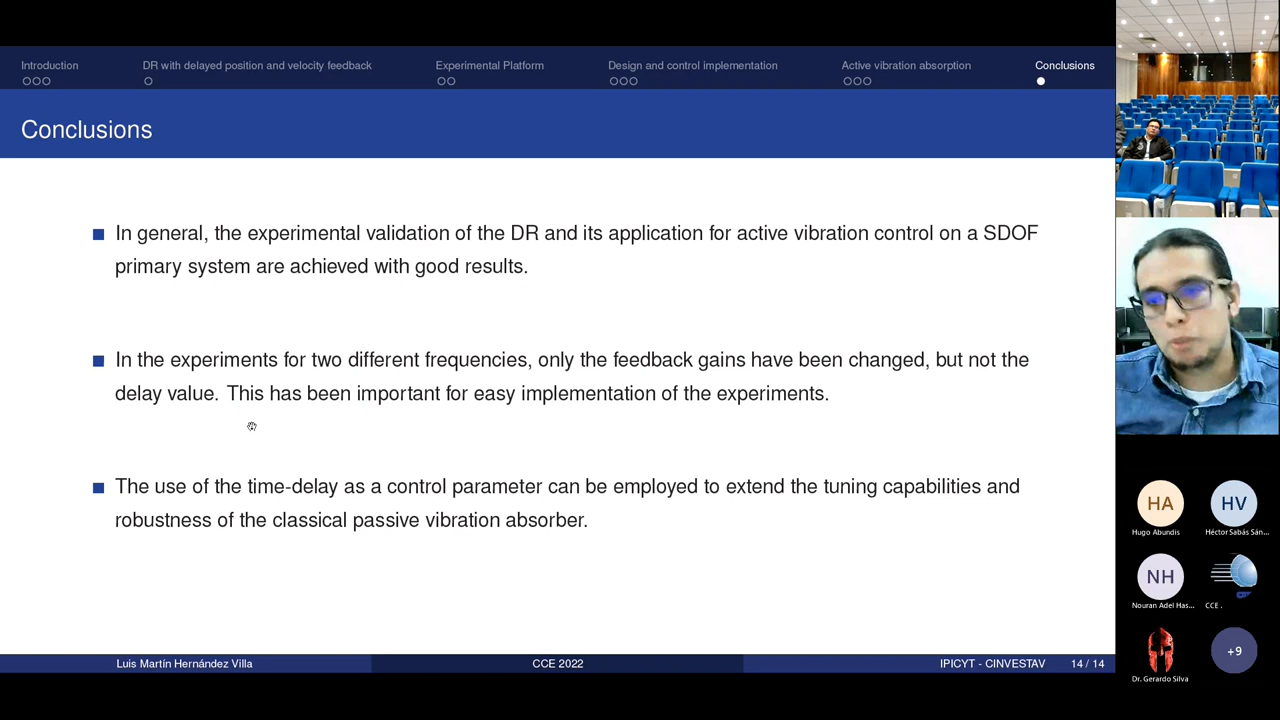 Introduction
DR with delayed position and velocity feedback
Experimental Platform
Design and control implementation
Active vibration absorption
Conclusions
Conclusions
In general, the experimental validation of the DR and its application for active vibration control on a SDOF
primary system are achieved with good results.
In the experiments for two different frequencies, only the feedback gains have been changed, but not the
delay value. This has been important for easy implementation of the experiments.
The use of the time-delay as a control parameter can be employed to extend the tuning capabilities and
robustness of the classical passive vibration absorber.
Luis Martín Hernández Villa
CCE 2022
IPICYT - CINVESTAV
14 / 14
HA
HV
Hugo Abundis
Héctor Sabás Sán...
NH
Nouran Adel Has...
CCE .
Dr. Gerardo Silva
+9